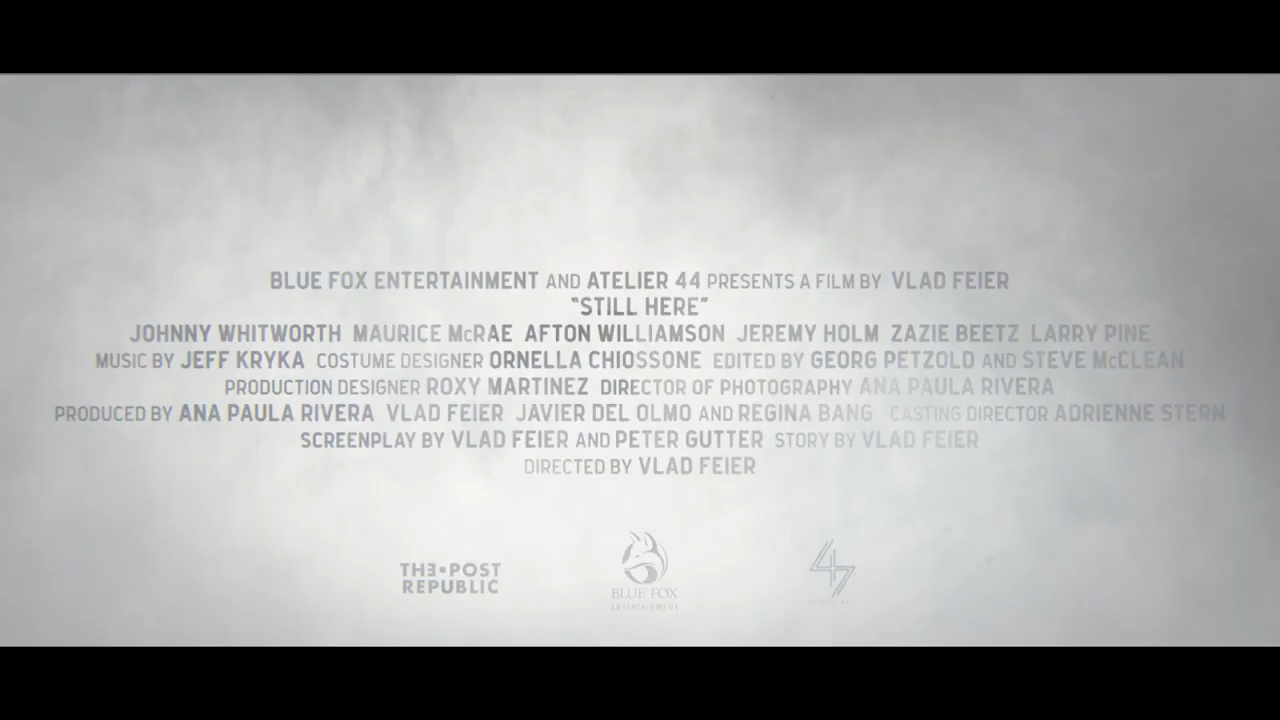 BLUE FOX ENTERTAINMENT AND ATELIER 44 PRESENTS A FILM BY VLAD FEIER
"STILL HERE"
JOHNNY WHITWORTH MAURICE McRAE AFTON WILLIAMSON JEREMY HOLM ZAZIE BEETZ LARRY PINE
MUSIC BY JEFF KRYKA COSTUME DESIGNER ORNELLA CHIOSSONE EDITED BY GEORG PETZOLD AND STEVE McCLEAN
PRODUCTION DESIGNER ROXY MARTINEZ DIRECTOR OF PHOTOGRAPHY ANA PAULA RIVERA
PRODUCED BY ANA PAULA RIVERA VLAD FEIER JAVIER DEL OLMO AND REGINA BANG CASTING DIRECTOR ADRIENNE STERN
SCREENPLAY BY VLAD FEIER AND PETER GUTTER STORY BY VLAD FEIER
DIRECTED BY VLAD FEIER
THE•POST
REPUBLIC
BLUE FOX
ENTERTAINMENT